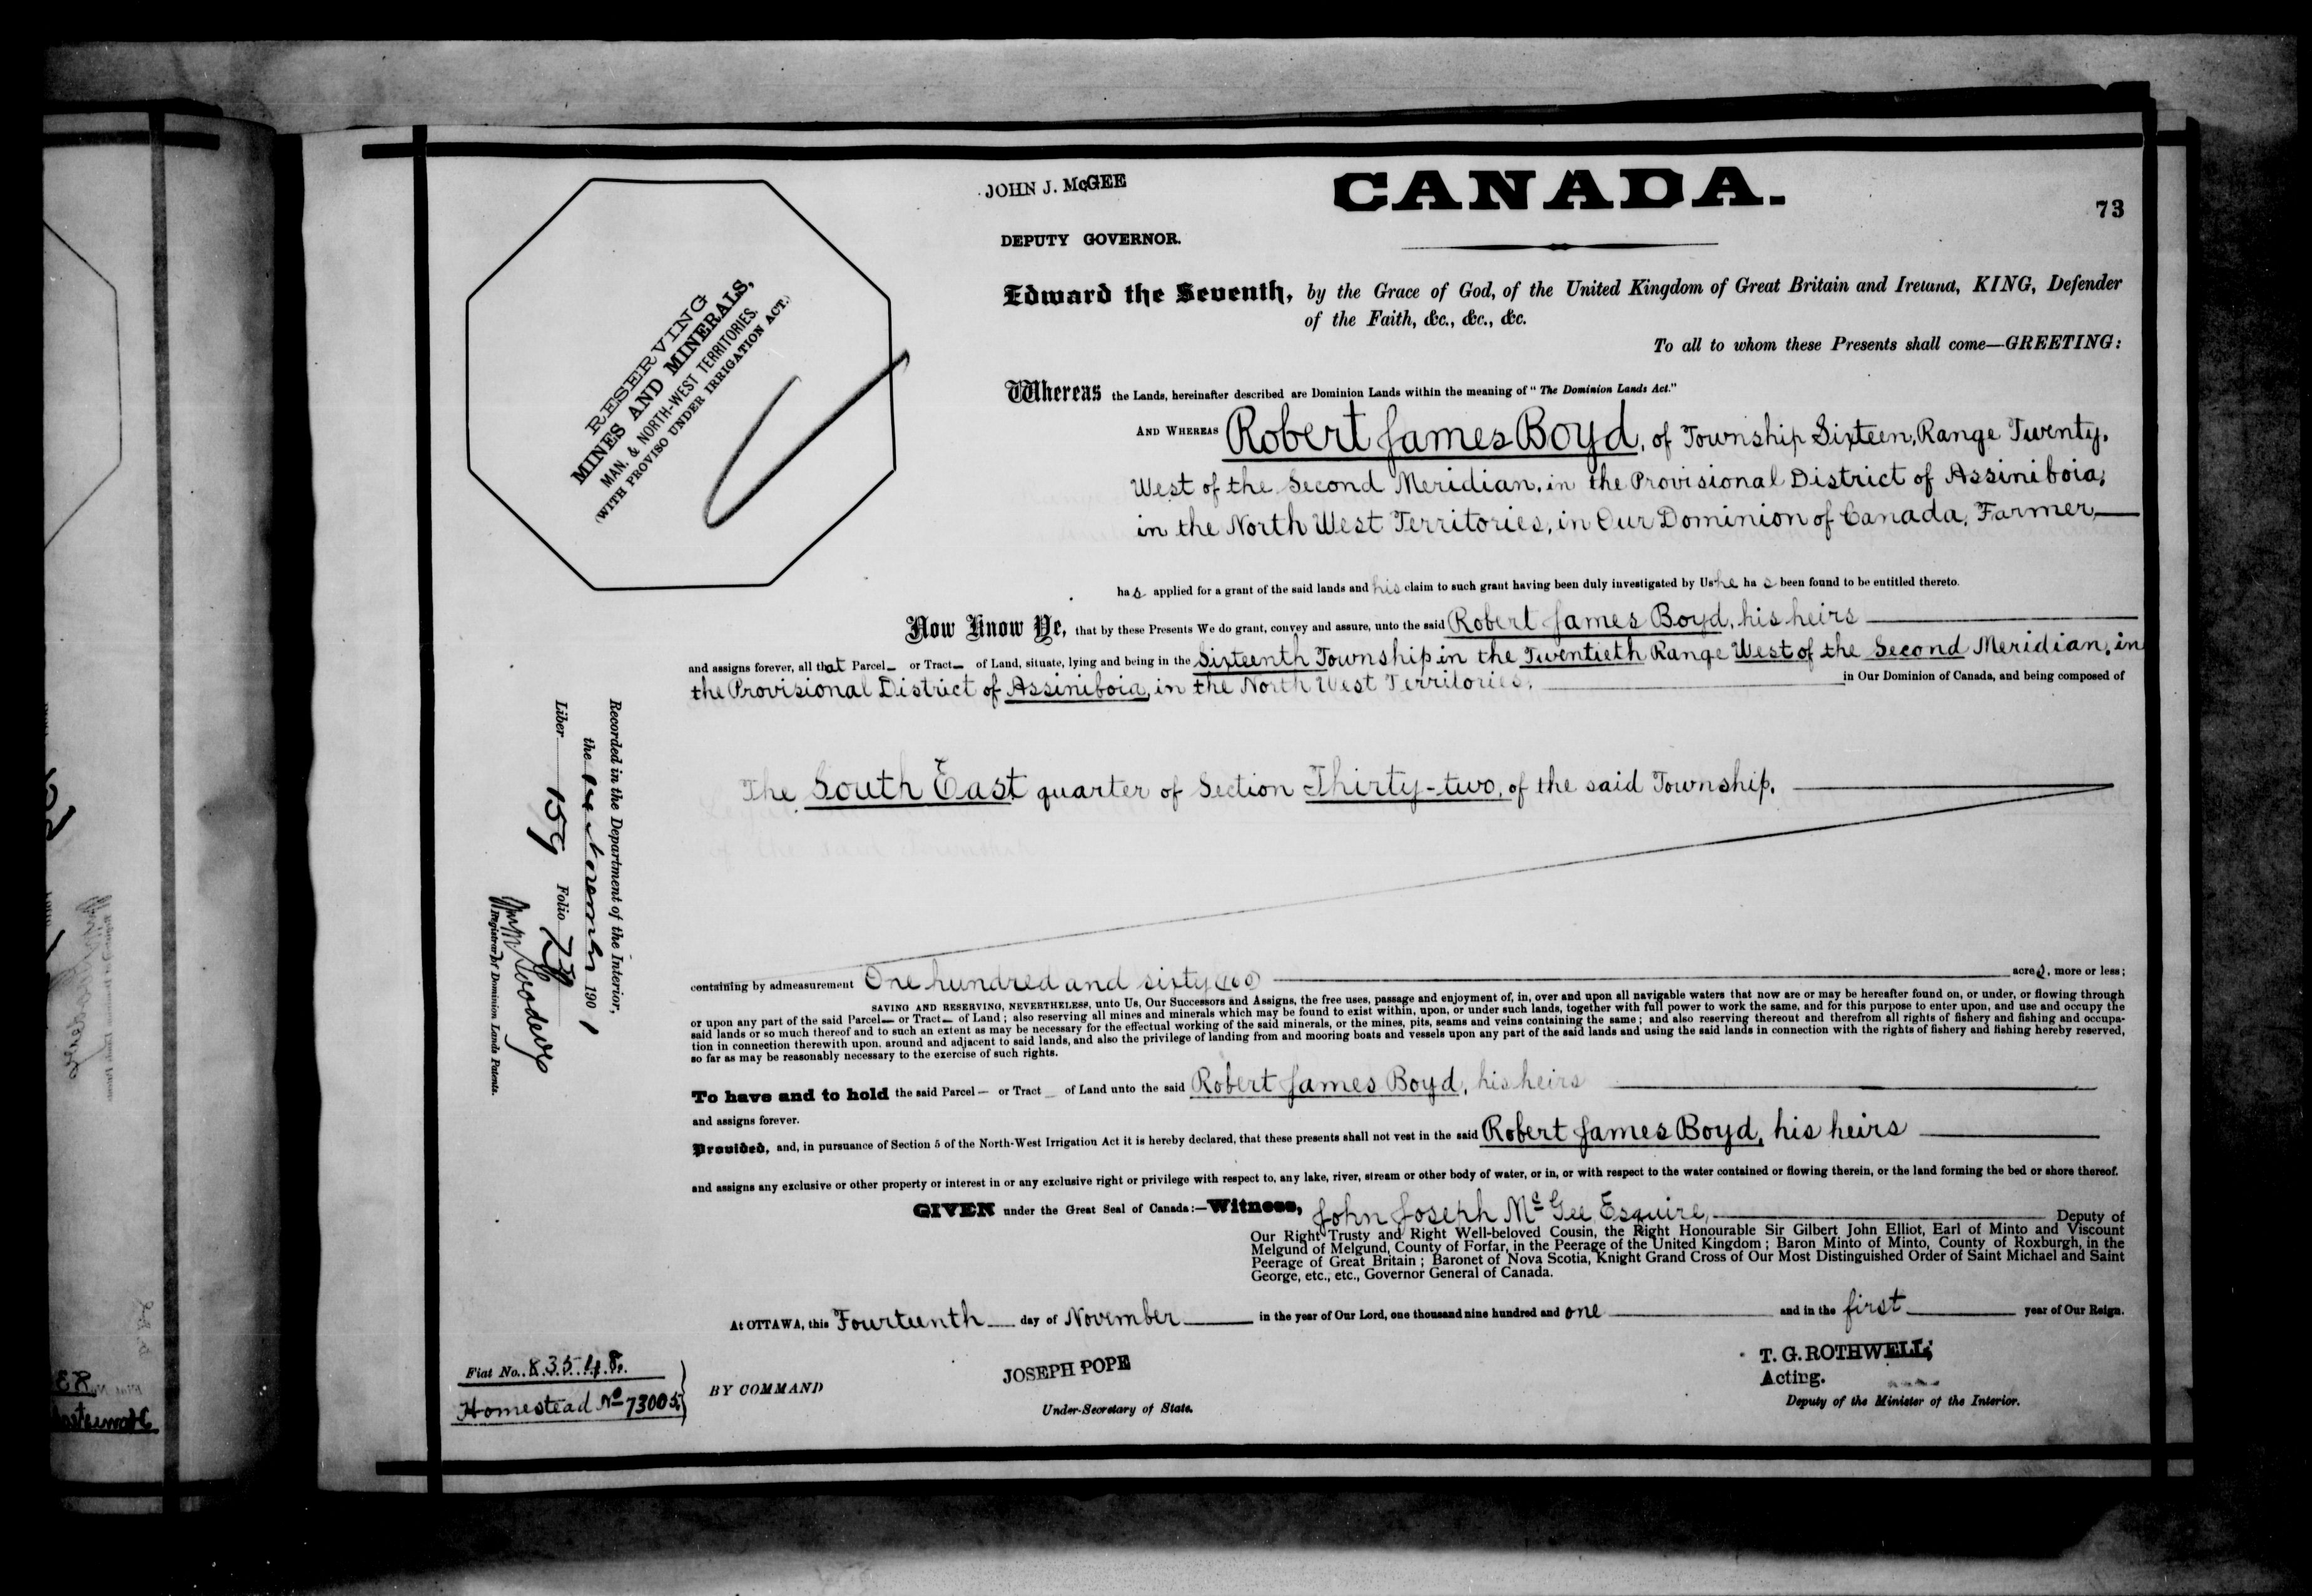 JOHN J. McGEE
CANADA.
73
DEPUTY GOVERNOR.
RESERVING
MINES AND MINERALS,
MAN. & NORTH-WEST TERRITORIES.
(WITH PROVISO UNDER IRRIGATION ACT.)
Edward the Seventh, by the Grace of God, of the United Kingdom of Great Britain and Ireland, KING, Defender
of the Faith, &c., &c., &c.
To all to whom these Presents shall come—GREETING:
Whereas the Lands, hereinafter described are Dominion Lands within the meaning of "The Dominion Lands Act."
AND WHEREAS Robert James Boyd, of Township Sixteen, Range Twenty,
West of the Second Meridian, in the Provisional District of Assiniboia,
in the North West Territories, in Our Dominion of Canada, Farmer,
has applied for a grant of the said lands and his claim to such grant having been duly investigated by Us he has been found to be entitled thereto.
Now Know Ye, that by these Presents We do grant, convey and assure, unto the said Robert James Boyd, his heirs
and assigns forever, all that Parcel or Tract of Land, situate, lying and being in the Sixteenth Township in the Twentieth Range West of the Second Meridian, in
the Provisional District of Assiniboia, in the North West Territories, in Our Dominion of Canada, and being composed of
The South East quarter of Section Thirty-two, of the said Township.
containing by admeasurement One hundred and sixty (160) acres, more or less;
SAVING AND RESERVING, NEVERTHELESS, unto Us, Our Successors and Assigns, the free uses, passage and enjoyment of, in, over and upon all navigable waters that now are or may be hereafter found on, or under, or flowing through
or upon any part of the said Parcel or Tract of Land; also reserving all mines and minerals which may be found to exist within, upon, or under such lands, together with full power to work the same, and for this purpose to enter upon, and use and occupy the
said lands or so much thereof and to such an extent as may be necessary for the effectual working of the said minerals, or the mines, pits, seams and veins containing the same; and also reserving thereout and therefrom all rights of fishery and fishing and occupa-
tion in connection therewith upon, around and adjacent to said lands, and also the privilege of landing from and mooring boats and vessels upon any part of the said lands and using the said lands in connection with the rights of fishery and fishing hereby reserved,
so far as may be reasonably necessary to the exercise of such rights.
To have and to hold the said Parcel — or Tract of Land unto the said Robert James Boyd, his heirs
and assigns forever.
Provided, and, in pursuance of Section 5 of the North-West Irrigation Act it is hereby declared, that these presents shall not vest in the said Robert James Boyd, his heirs
and assigns any exclusive or other property or interest in or any exclusive right or privilege with respect to, any lake, river, stream or other body of water, or in, or with respect to the water contained or flowing therein, or the land forming the bed or shore thereof.
GIVEN under the Great Seal of Canada:—Witness, John Joseph McGee Esquire, Deputy of
Our Right Trusty and Right Well-beloved Cousin, the Right Honourable Sir Gilbert John Elliot, Earl of Minto and Viscount
Melgund of Melgund, County of Forfar, in the Peerage of the United Kingdom; Baron Minto of Minto, County of Roxburgh, in the
Peerage of Great Britain; Baronet of Nova Scotia, Knight Grand Cross of Our Most Distinguished Order of Saint Michael and Saint
George, etc., etc., Governor General of Canada.
At OTTAWA, this Fourteenth day of November in the year of Our Lord, one thousand nine hundred and one and in the first year of Our Reign.
Recorded in the Department of the Interior,
the November 1901
Liber 159 Folio 73
Registrar of Dominion Lands Patents.
Fiat No. 83548.
Homestead No 73005
BY COMMAND
JOSEPH POPE
Under-Secretary of State.
T. G. ROTHWELL,
Acting.
Deputy of the Minister of the Interior.